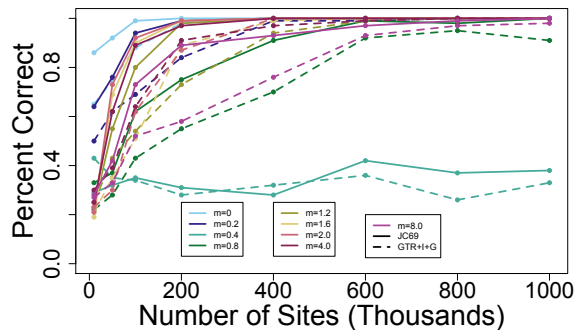 Percent Correct
0.8
0.4
0.0
m=0
m=0.2
m=0.4
m=0.8
m=1.2
m=1.6
m=2.0
m=4.0
m=8.0
JC69
GTR+I+G
0 200 400 600 800 1000
Number of Sites (Thousands)